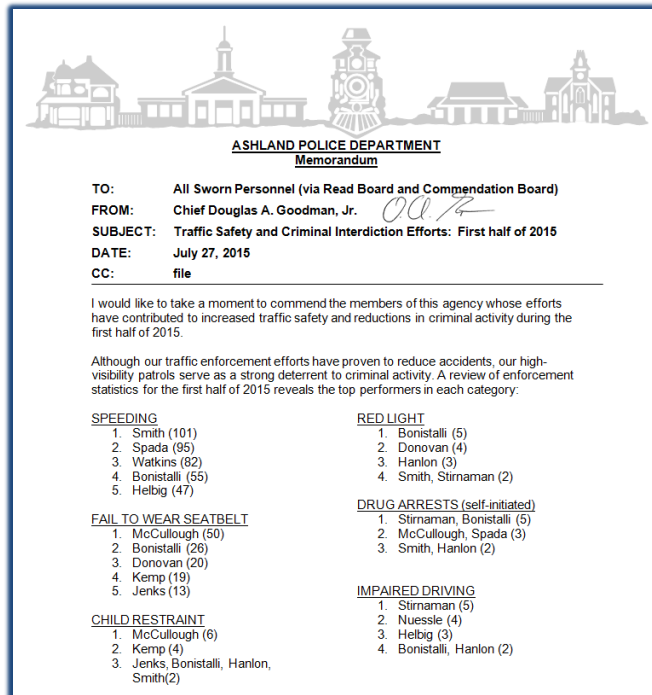 ASHLAND POLICE DEPARTMENT
Memorandum
TO: All Sworn Personnel (via Read Board and Commendation Board)
FROM: Chief Douglas A. Goodman, Jr.
SUBJECT: Traffic Safety and Criminal Interdiction Efforts: First half of 2015
DATE: July 27, 2015
CC: file
I would like to take a moment to commend the members of this agency whose efforts
have contributed to increased traffic safety and reductions in criminal activity during the
first half of 2015.
Although our traffic enforcement efforts have proven to reduce accidents, our high-
visibility patrols serve as a strong deterrent to criminal activity. A review of enforcement
statistics for the first half of 2015 reveals the top performers in each category:
SPEEDING
1. Smith (101)
2. Spada (95)
3. Watkins (82)
4. Bonistalli (55)
5. Helbig (47)
FAIL TO WEAR SEATBELT
1. McCullough (50)
2. Bonistalli (26)
3. Donovan (20)
4. Kemp (19)
5. Jenks (13)
CHILD RESTRAINT
1. McCullough (6)
2. Kemp (4)
3. Jenks, Bonistalli, Hanlon,
Smith(2)
RED LIGHT
1. Bonistalli (5)
2. Donovan (4)
3. Hanlon (3)
4. Smith, Stirnaman (2)
DRUG ARRESTS (self-initiated)
1. Stirnaman, Bonistalli (5)
2. McCullough, Spada (3)
3. Smith, Hanlon (2)
IMPAIRED DRIVING
1. Stirnaman (5)
2. Nuessle (4)
3. Helbig (3)
4. Bonistalli, Hanlon (2)